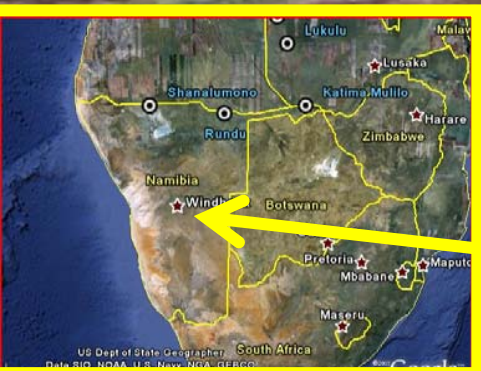 Lukulu
Lusaka
Shanalumono
Katima Mulilo
Rundu
Harare
Zimbabwe
Namibia
Botswana
Pretoria
Mbabane
Maputo
Maseru
US Dept of State Geographer
South Africa
Data SIO, NOAA, U.S. Navy, NGA, GEBCO